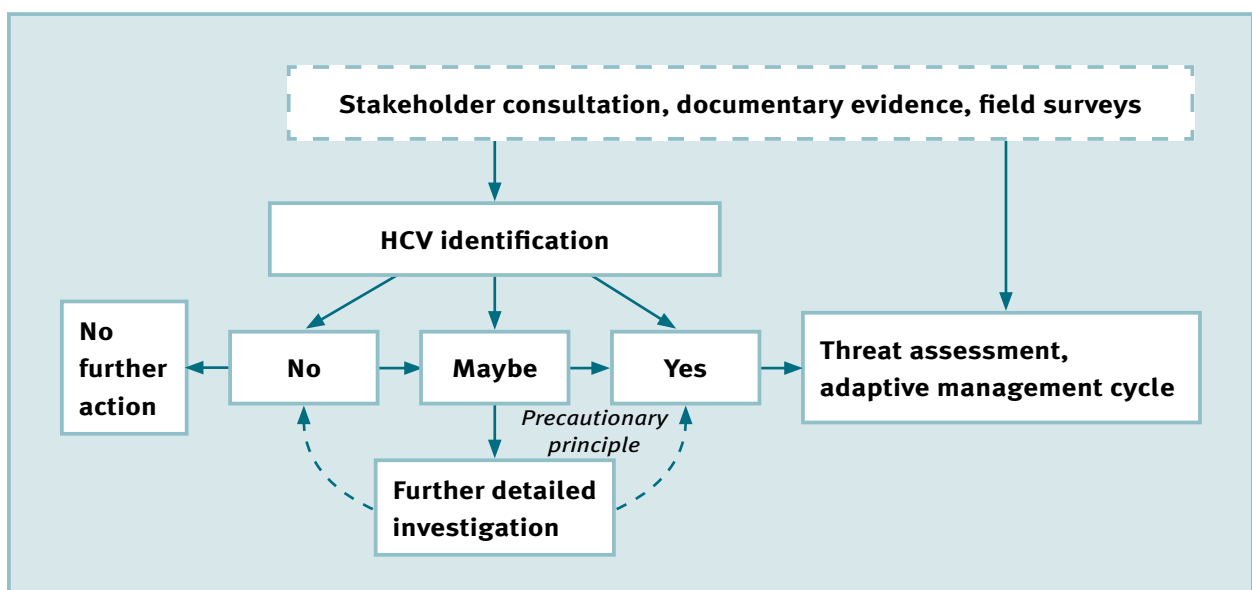 Stakeholder consultation, documentary evidence, field surveys
HCV identification
No
further
action
No
Maybe
Yes
Threat assessment,
adaptive management cycle
Precautionary
principle
Further detailed
investigation